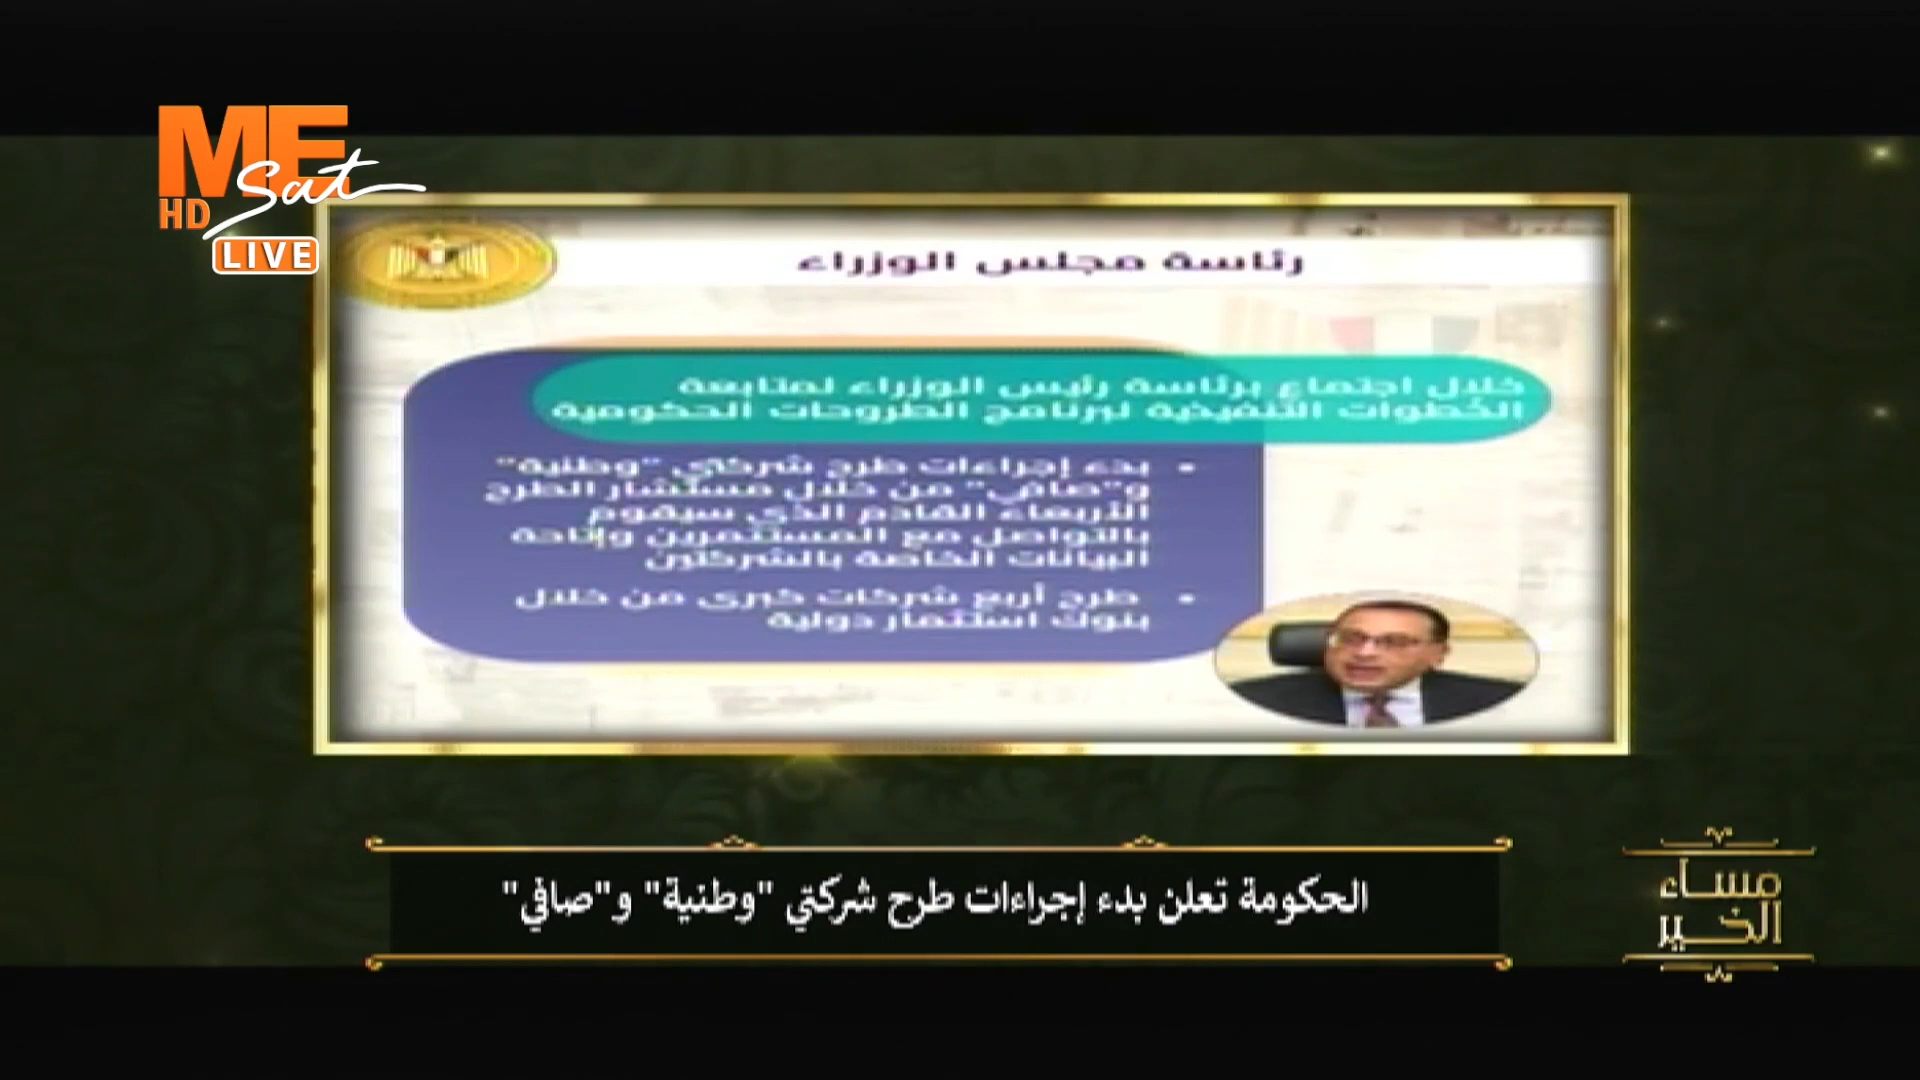 ME
Sat
HD
LIVE
رئاسة مجلس الوزراء
خلال اجتماع برئاسة رئيس الوزراء لمتابعة
الخطوات التنفيذية لبرنامج الطروحات الحكومية
• بدء إجراءات طرح شركتي "وطنية"
و"صافي" من خلال مستشار الطرح
الأربعاء القادم الذي سيقوم
بالتواصل مع المستثمرين وإتاحة
البيانات الخاصة بالشركتين
• طرح أربع شركات كبرى من خلال
بنوك استثمار دولية
الحكومة تعلن بدء إجراءات طرح شركتي "وطنية" و"صافي"
مساء
الخير